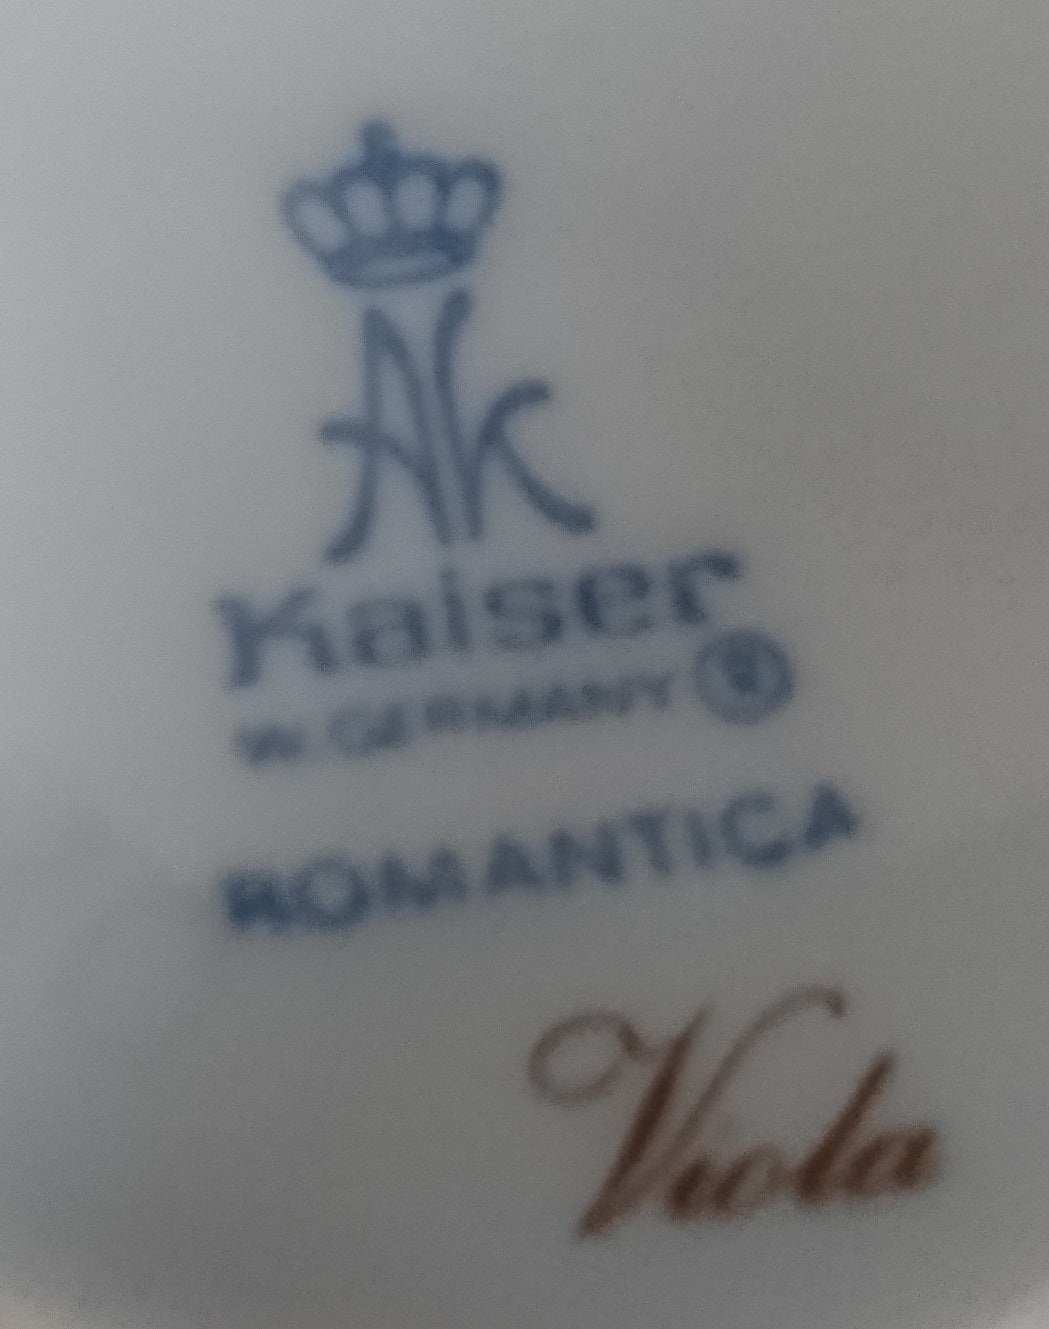 AK
Kaiser
W. GERMANY ®
ROMANTICA
Viola